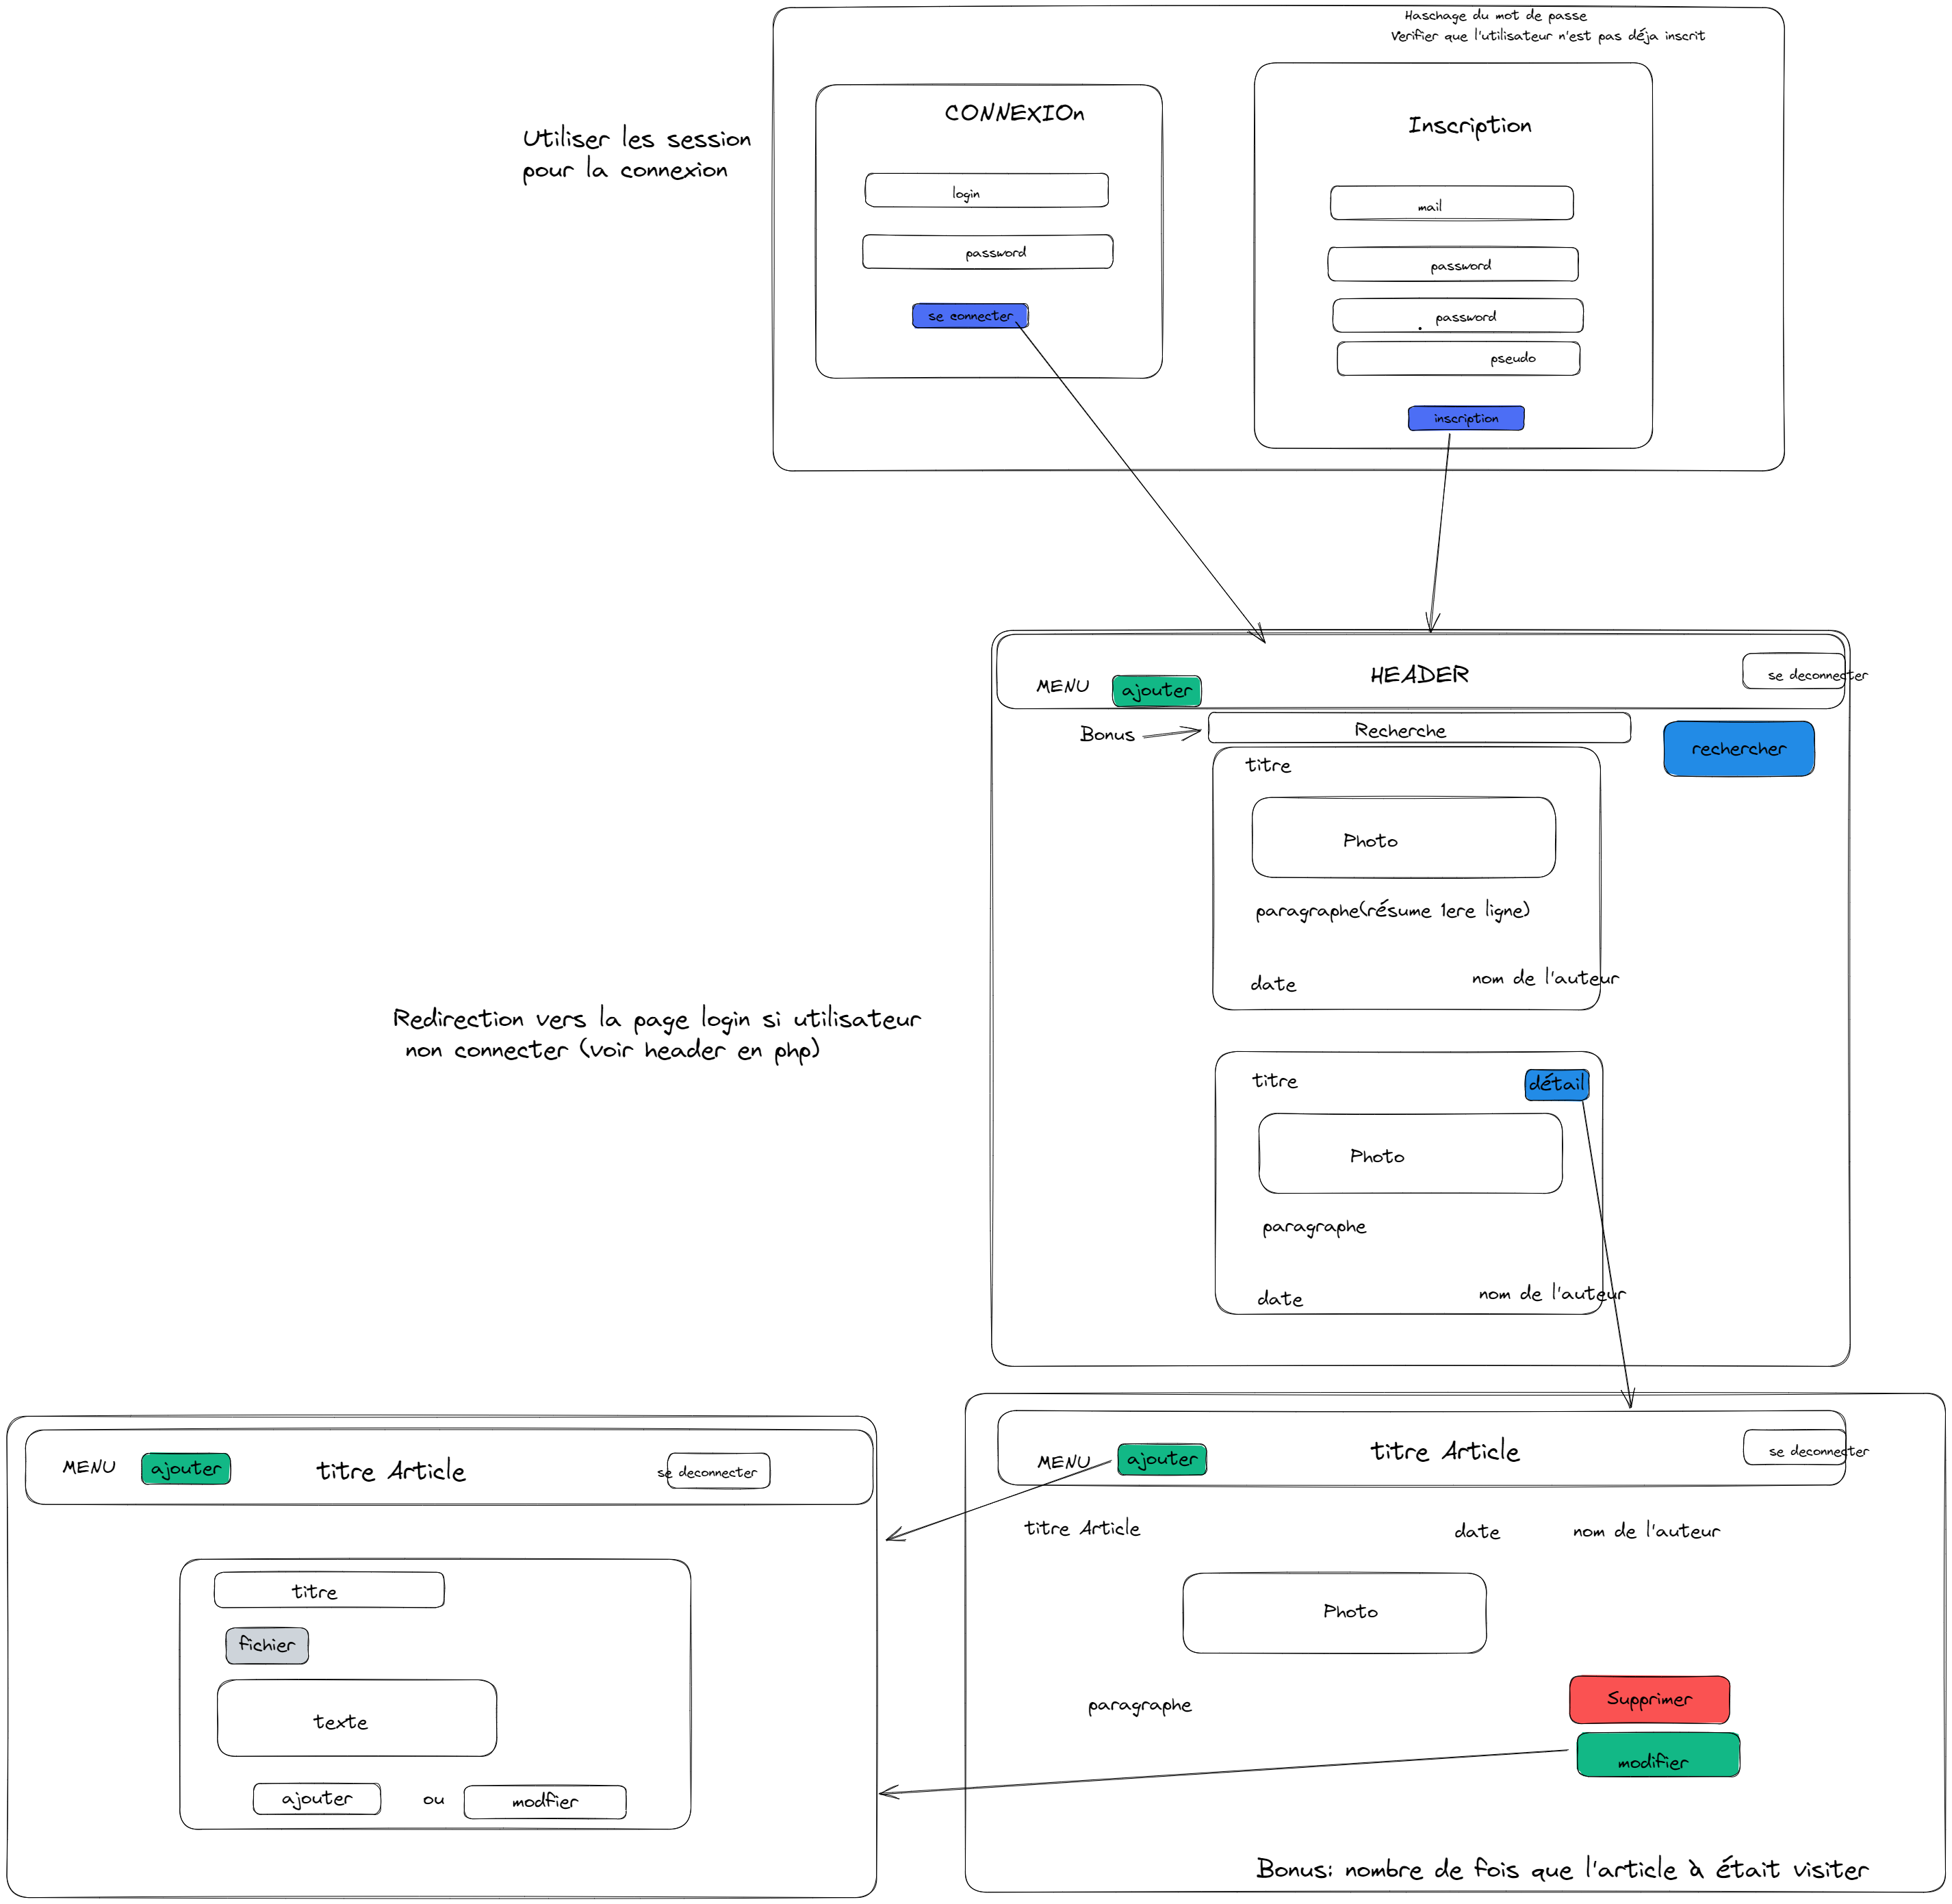 Haschage du mot de passe
Verifier que l'utilisateur n'est pas déja inscrit
Utiliser les session
pour la connexion
CONNEXIOn
login
password
se connecter
Inscription
mail
password
password
pseudo
inscription
MENU
ajouter
HEADER
se deconnecter
Bonus
Recherche
rechercher
titre
Photo
paragraphe(résume 1ere ligne)
date
nom de l'auteur
Redirection vers la page login si utilisateur
non connecter (voir header en php)
titre
détail
Photo
paragraphe
date
nom de l'auteur
MENU
ajouter
titre Article
se deconnecter
titre
fichier
texte
ajouter
ou
modfier
MENU
ajouter
titre Article
se deconnecter
titre Article
date
nom de l'auteur
Photo
paragraphe
Supprimer
modifier
Bonus: nombre de fois que l'article à était visiter